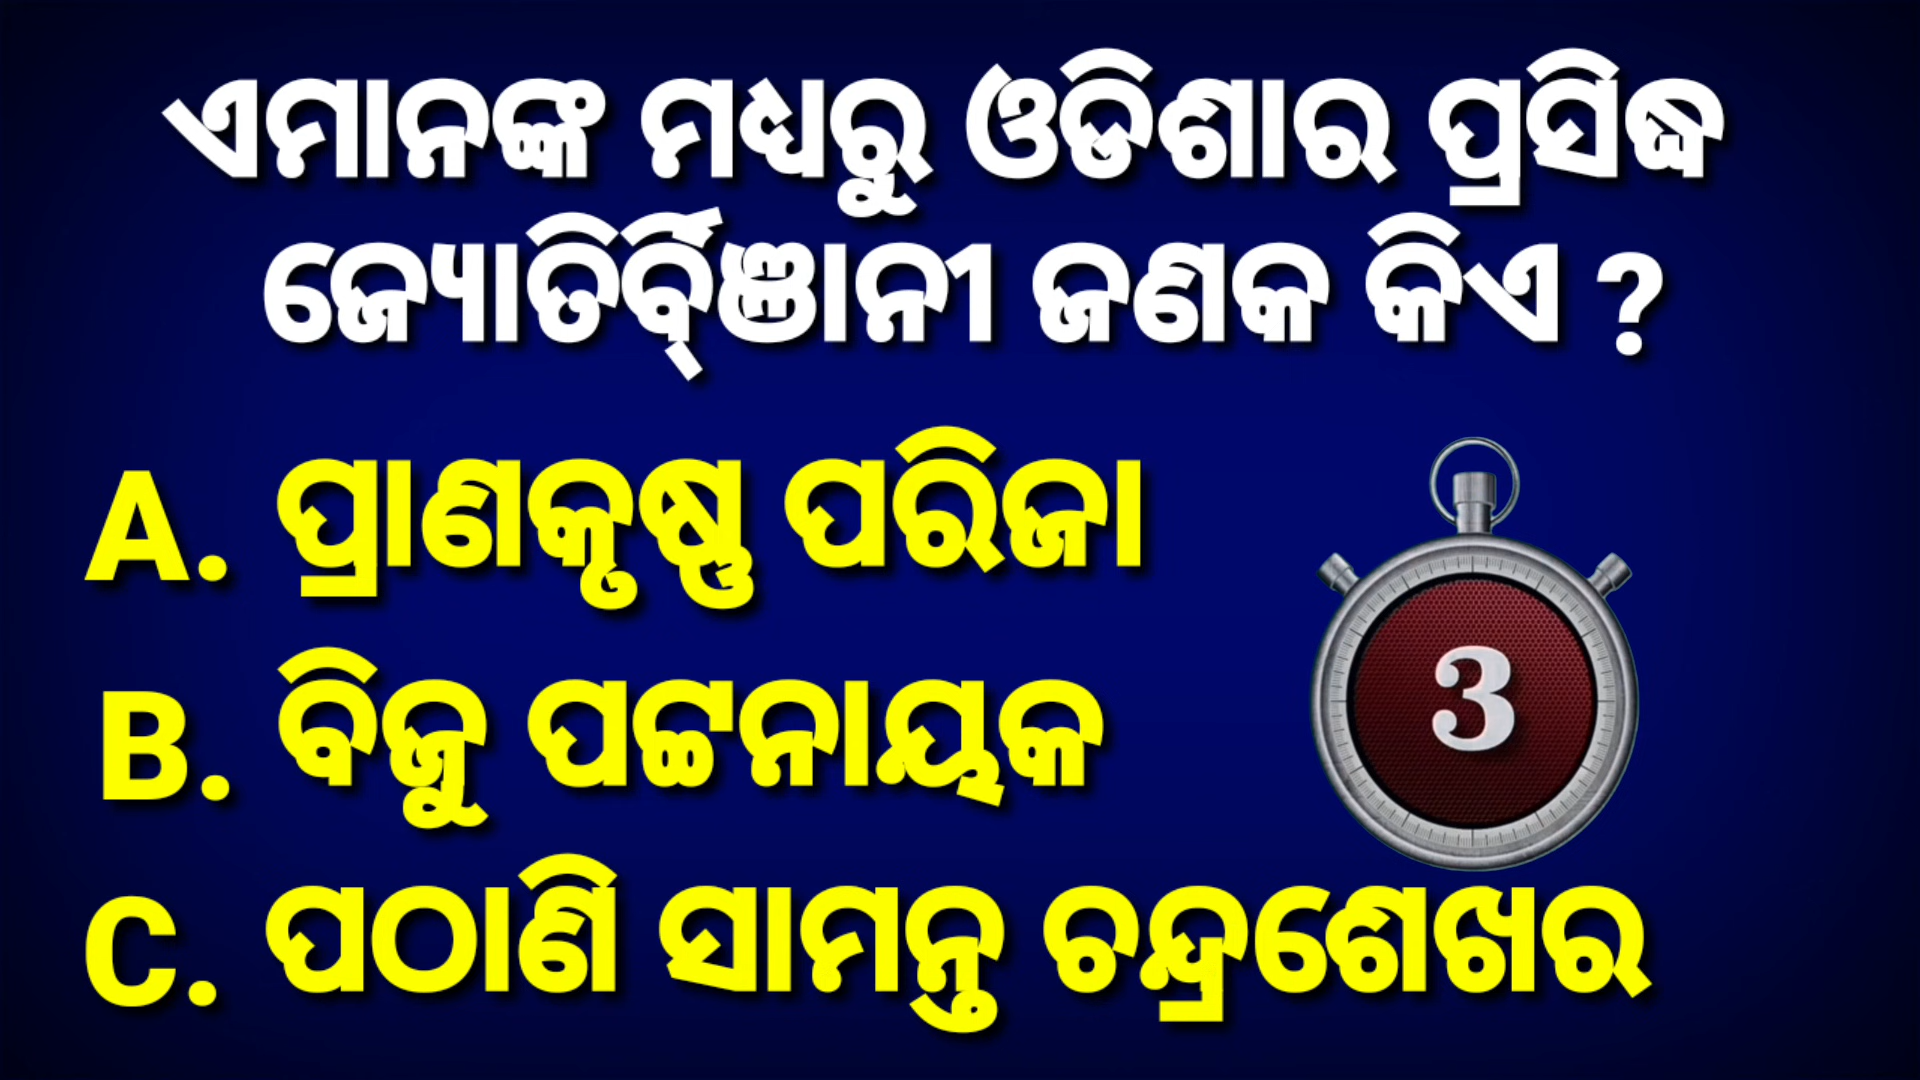 ଏମାନଙ୍କ ମଧ୍ୟରୁ ଓଡିଶାର ପ୍ରସିଦ୍ଧ
ଜ୍ୟୋତିର୍ବିଜ୍ଞାନୀ ଜଣକ କିଏ ?
A. ପ୍ରାଣକୃଷ୍ଣ ପରିଜା
3
B. ବିଜୁ ପଟ୍ଟନାୟକ
C. ପଠାଣି ସାମନ୍ତ ଚନ୍ଦ୍ରଶେଖର